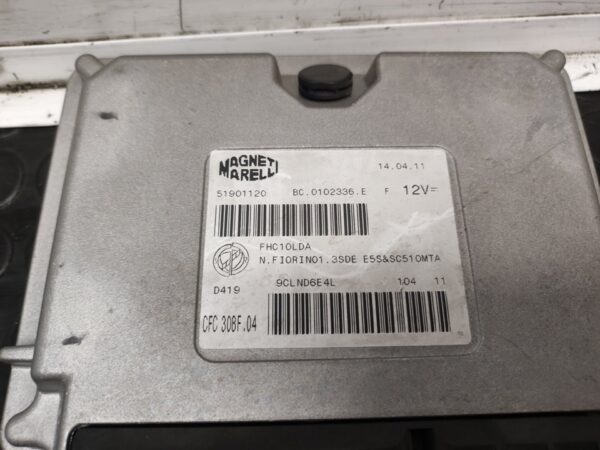 MAGNETI
MARELLI
14.04.11
51901120 BC.0102336.E F 12V=
FHC10LDA
N.FIORINO1.3SDE E5S&SC510MTA
D419 9CLND6E4L 104 11
CFC 308F.04